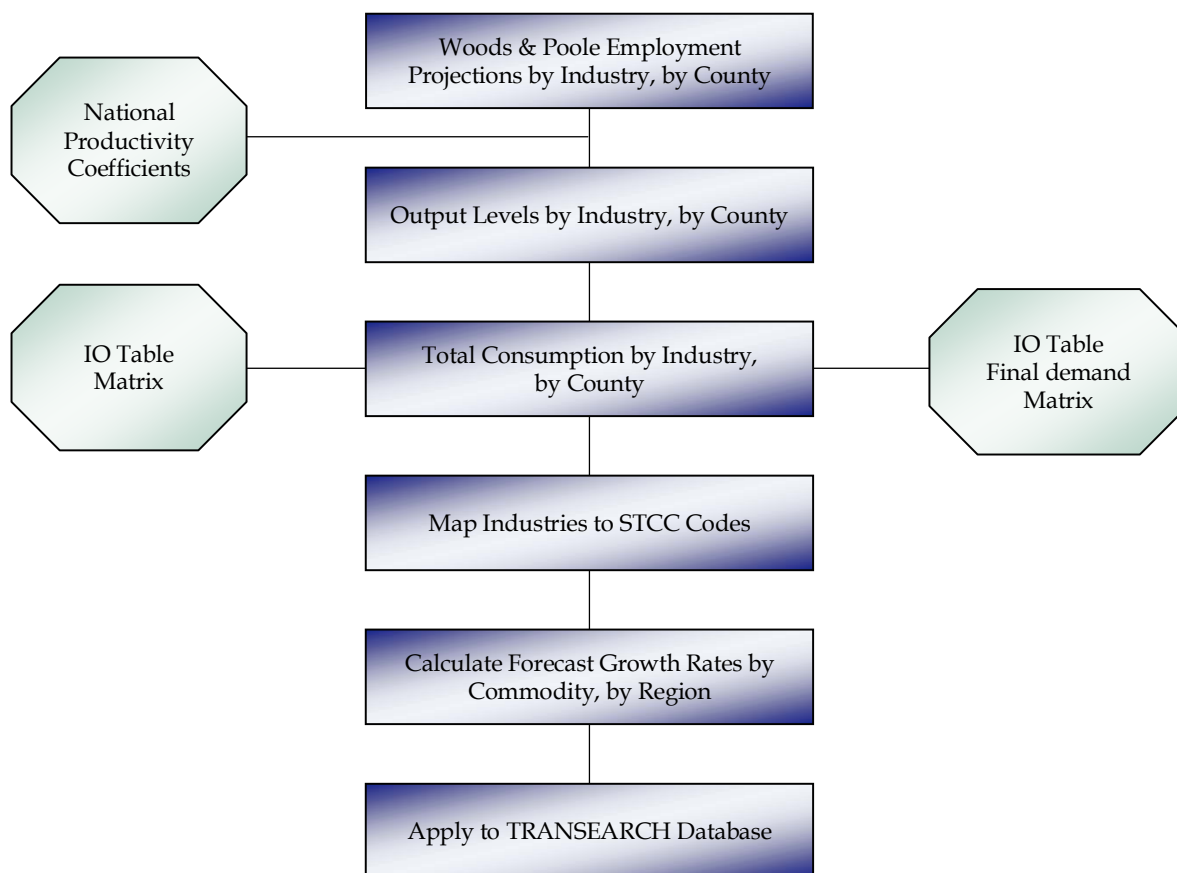 Woods & Poole Employment
Projections by Industry, by County
National
Productivity
Coefficients
Output Levels by Industry, by County
IO Table
Matrix
Total Consumption by Industry,
by County
IO Table
Final demand
Matrix
Map Industries to STCC Codes
Calculate Forecast Growth Rates by
Commodity, by Region
Apply to TRANSEARCH Database